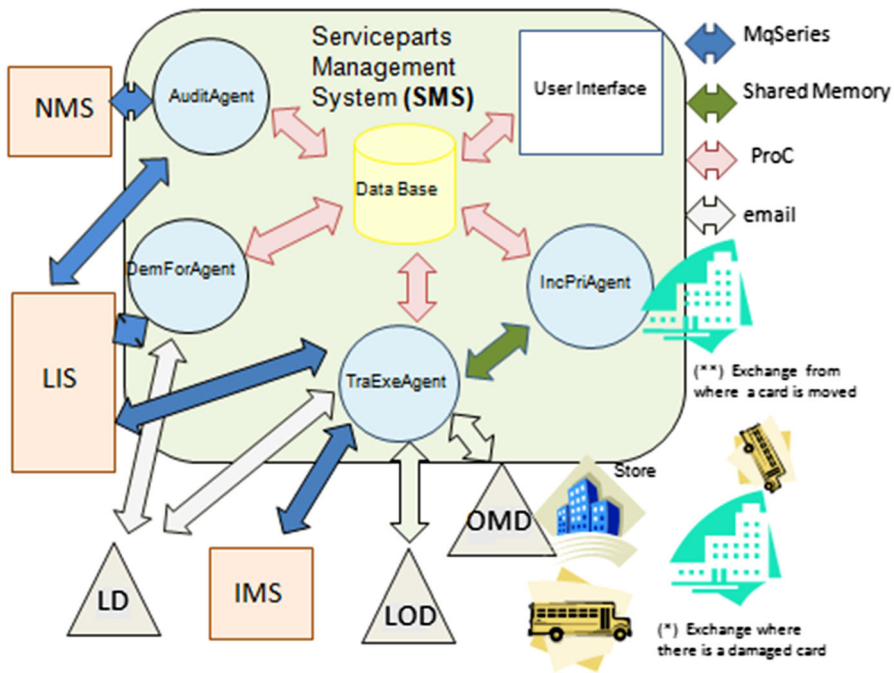 Serviceparts
Management
System (SMS)
MqSeries
Shared Memory
ProC
email
NMS
AuditAgent
User Interface
Data Base
DemForAgent
IncPriAgent
LIS
TraExeAgent
(**) Exchange from
where a card is moved
Store
OMD
LD
IMS
LOD
(*) Exchange where
there is a damaged card